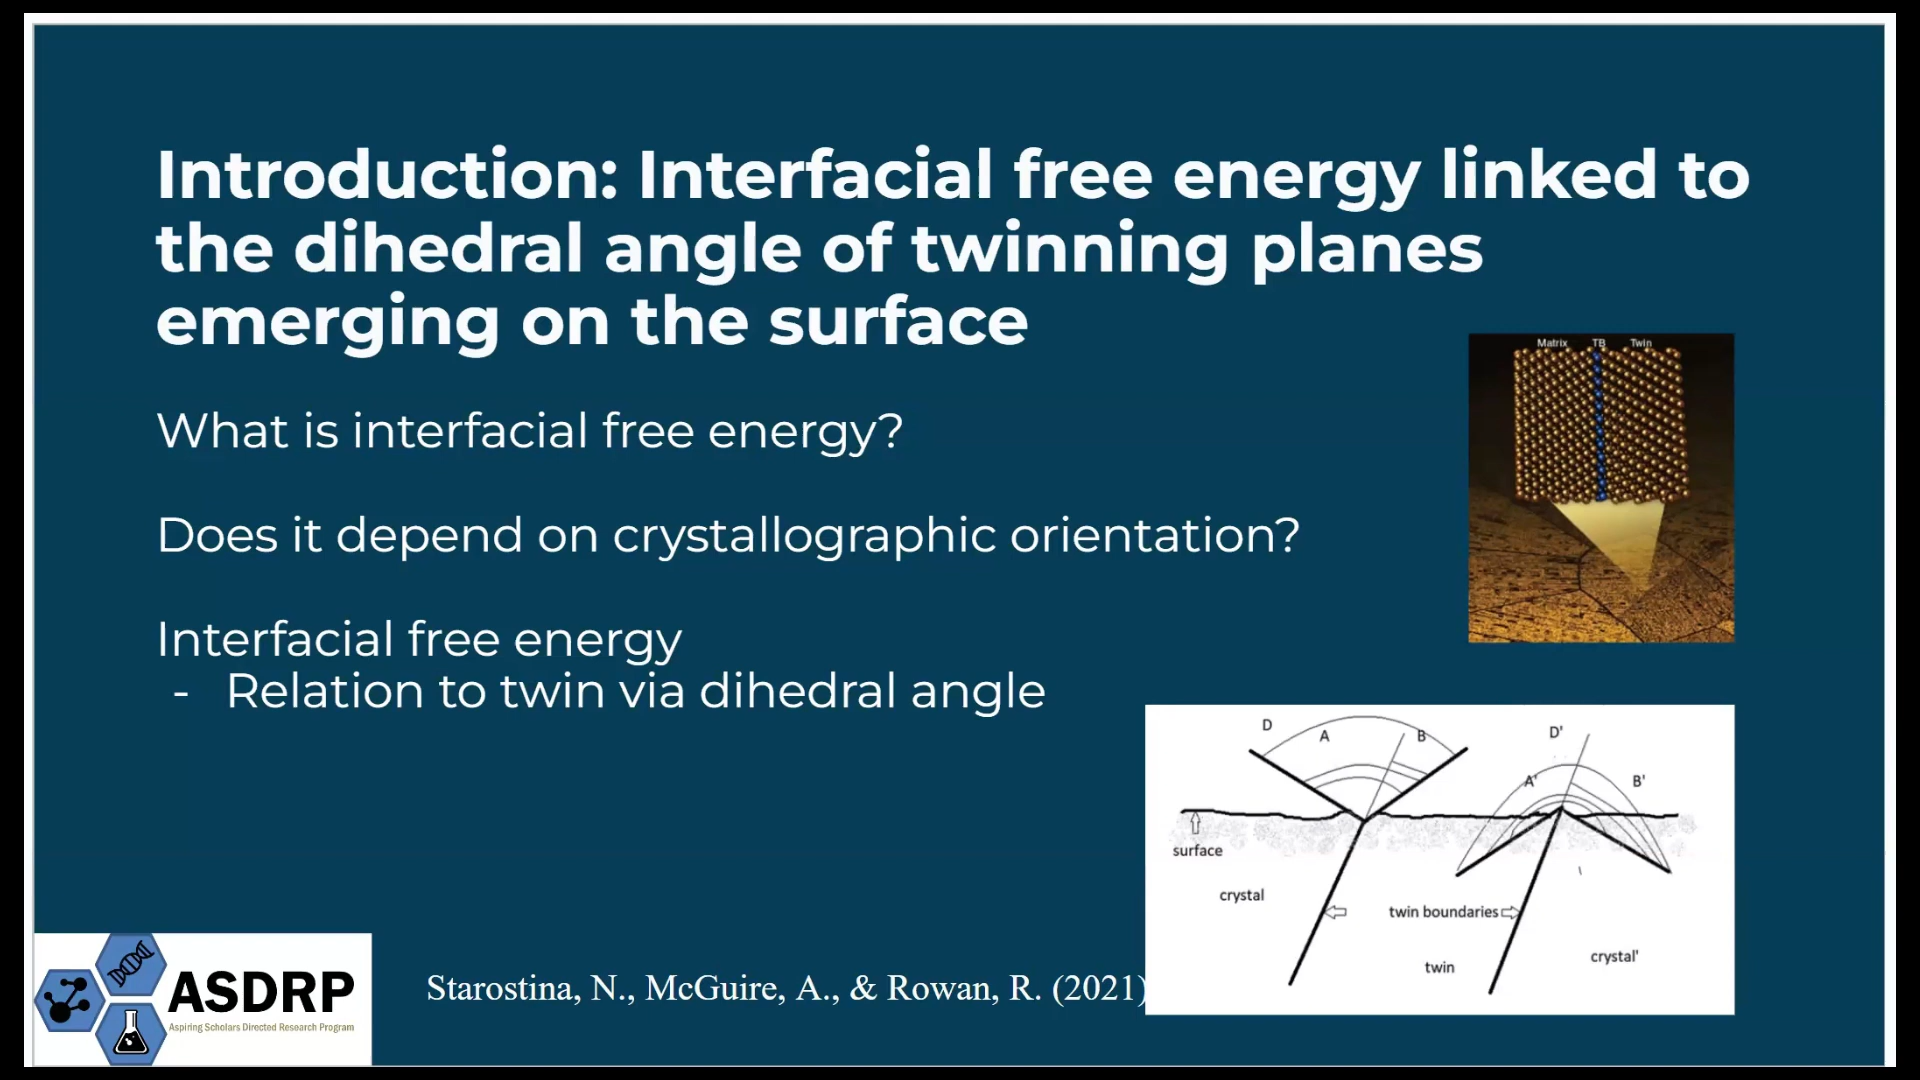 Introduction: Interfacial free energy linked to
the dihedral angle of twinning planes
emerging on the surface
Matrix TB Twin
What is interfacial free energy?
Does it depend on crystallographic orientation?
Interfacial free energy
- Relation to twin via dihedral angle
D A B D'
A' B'
surface
crystal
twin boundaries
twin
crystal'
ASDRP
Aspiring Scholars Directed Research Program
Starostina, N., McGuire, A., & Rowan, R. (2021)